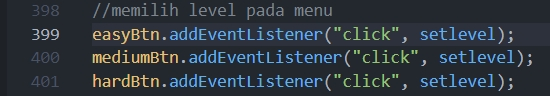 398 //memilih level pada menu
399 easyBtn.addEventListener("click", setlevel);
400 mediumBtn.addEventListener("click", setlevel);
401 hardBtn.addEventListener("click", setlevel);